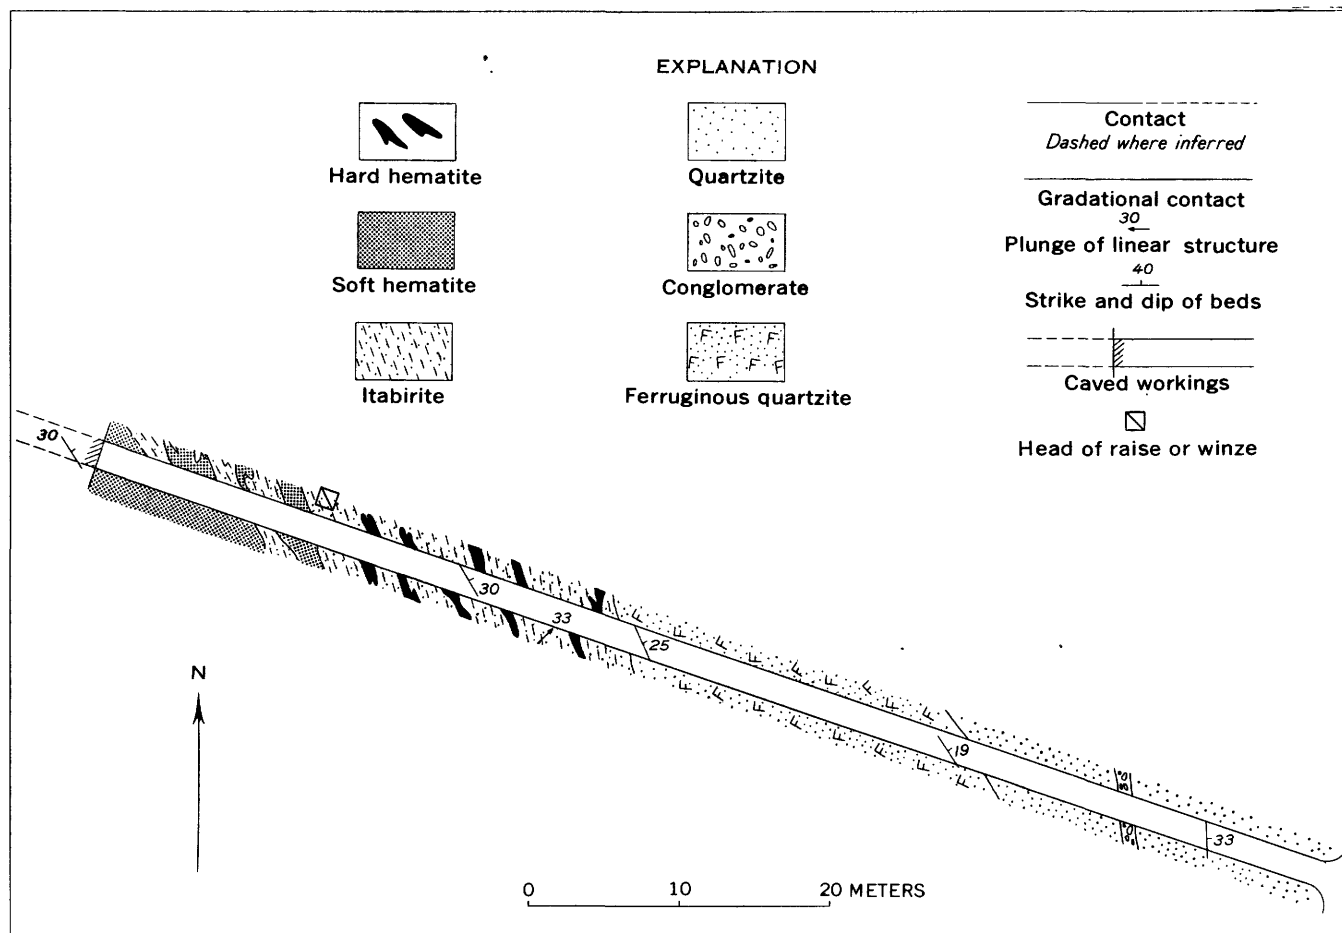 EXPLANATION
Hard hematite
Soft hematite
Itabirite
Quartzite
Conglomerate
F F F
F F F F
Ferruginous quartzite
Contact
Dashed where inferred
Gradational contact
30
Plunge of linear structure
40
Strike and dip of beds
Caved workings
Head of raise or winze
30
30
33
25
F F F F F F F F
F F F F F F F F
19
33
N
0 10 20 METERS